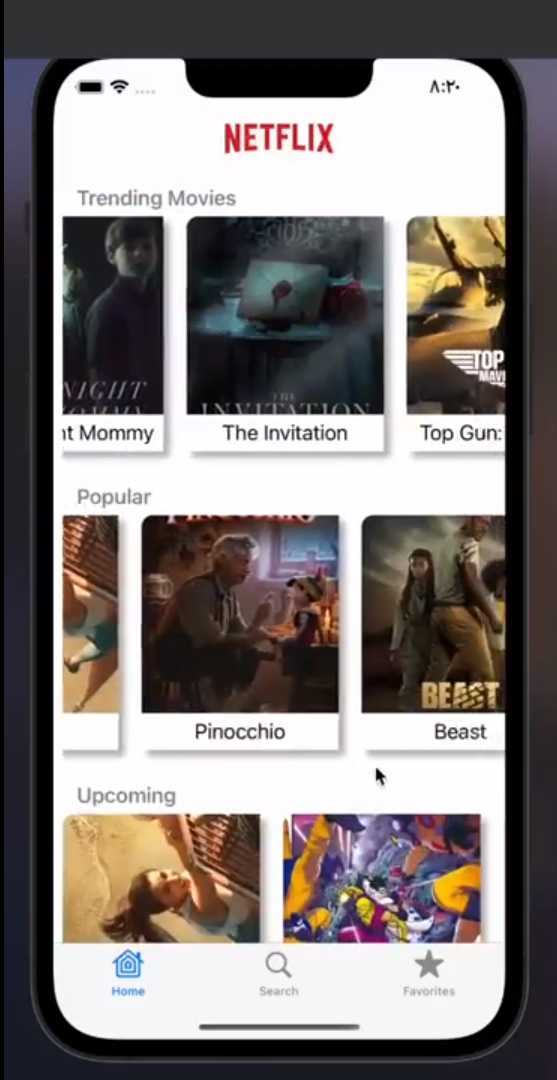 ٨:٢٠
NETFLIX
Trending Movies
NIGHT
THE
INVITATION
TOP
nt Mommy
The Invitation
Top Gun:
Popular
BEAST
Pinocchio
Beast
Upcoming
Home
Search
Favorites